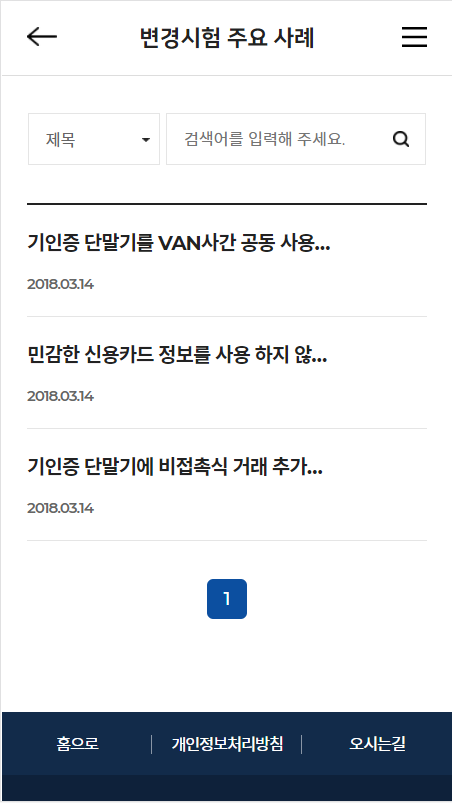 변경시험 주요 사례
제목
검색어를 입력해 주세요.
기인증 단말기를 VAN사간 공동 사용...
2018.03.14
민감한 신용카드 정보를 사용 하지 않...
2018.03.14
기인증 단말기에 비접촉식 거래 추가...
2018.03.14
1
홈으로 개인정보처리방침 오시는길